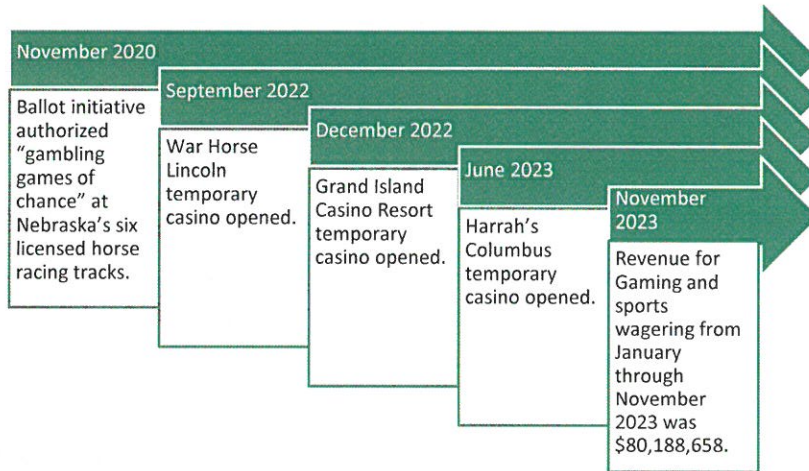 November 2020
Ballot initiative
authorized
“gambling
games of
chance” at
Nebraska’s six
licensed horse
racing tracks.
September 2022
War Horse
Lincoln
temporary
casino opened.
December 2022
Grand Island
Casino Resort
temporary
casino opened.
June 2023
Harrah’s
Columbus
temporary
casino opened.
November
2023
Revenue for
Gaming and
sports
wagering from
January
through
November
2023 was
$80,188,658.